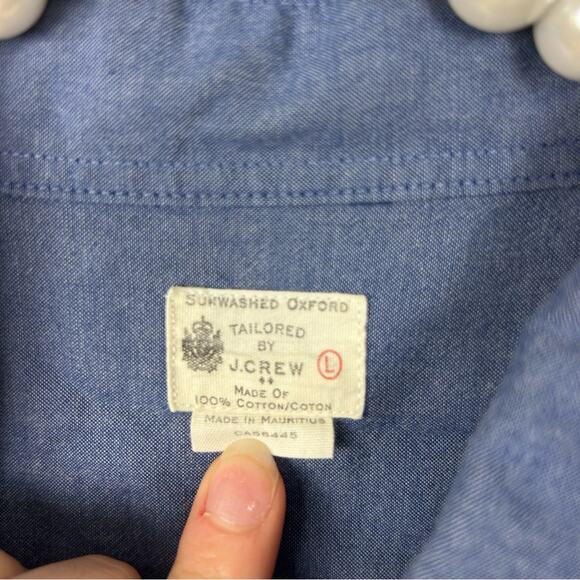 SUNWASHED OXFORD
TAILORED
BY
J.CREW
L
MADE OF
100% COTTON/COTON
MADE IN MAURITIUS